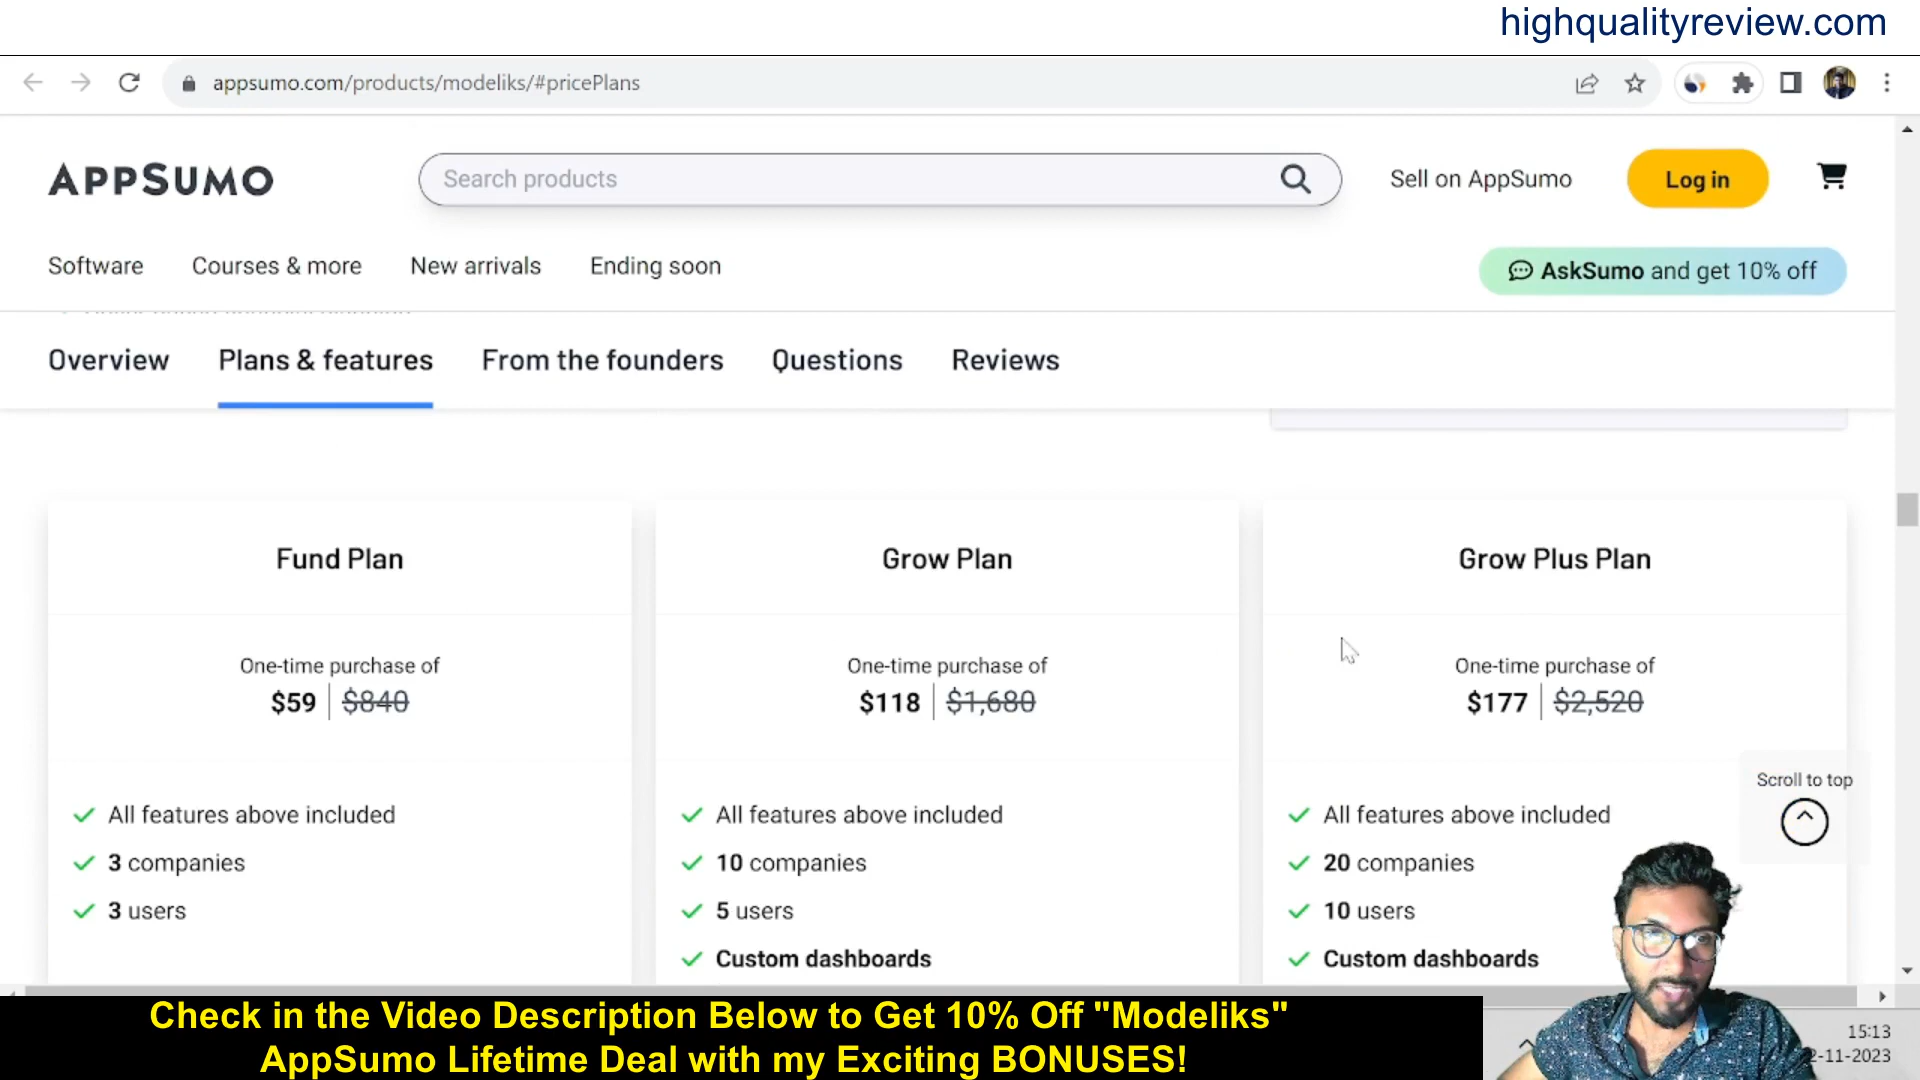 highqualityreview.com
appsumo.com/products/modeliks/#pricePlans
APPSUMO
Search products
Sell on AppSumo
Log in
Software
Courses & more
New arrivals
Ending soon
AskSumo and get 10% off
Overview
Plans & features
From the founders
Questions
Reviews
Fund Plan
One-time purchase of
$59 | $840
All features above included
3 companies
3 users
Grow Plan
One-time purchase of
$118 | $1,680
All features above included
10 companies
5 users
Custom dashboards
Grow Plus Plan
One-time purchase of
$177 | $2,520
All features above included
20 companies
10 users
Custom dashboards
Scroll to top
Check in the Video Description Below to Get 10% Off "Modeliks"
AppSumo Lifetime Deal with my Exciting BONUSES!
15:13
2-11-2023